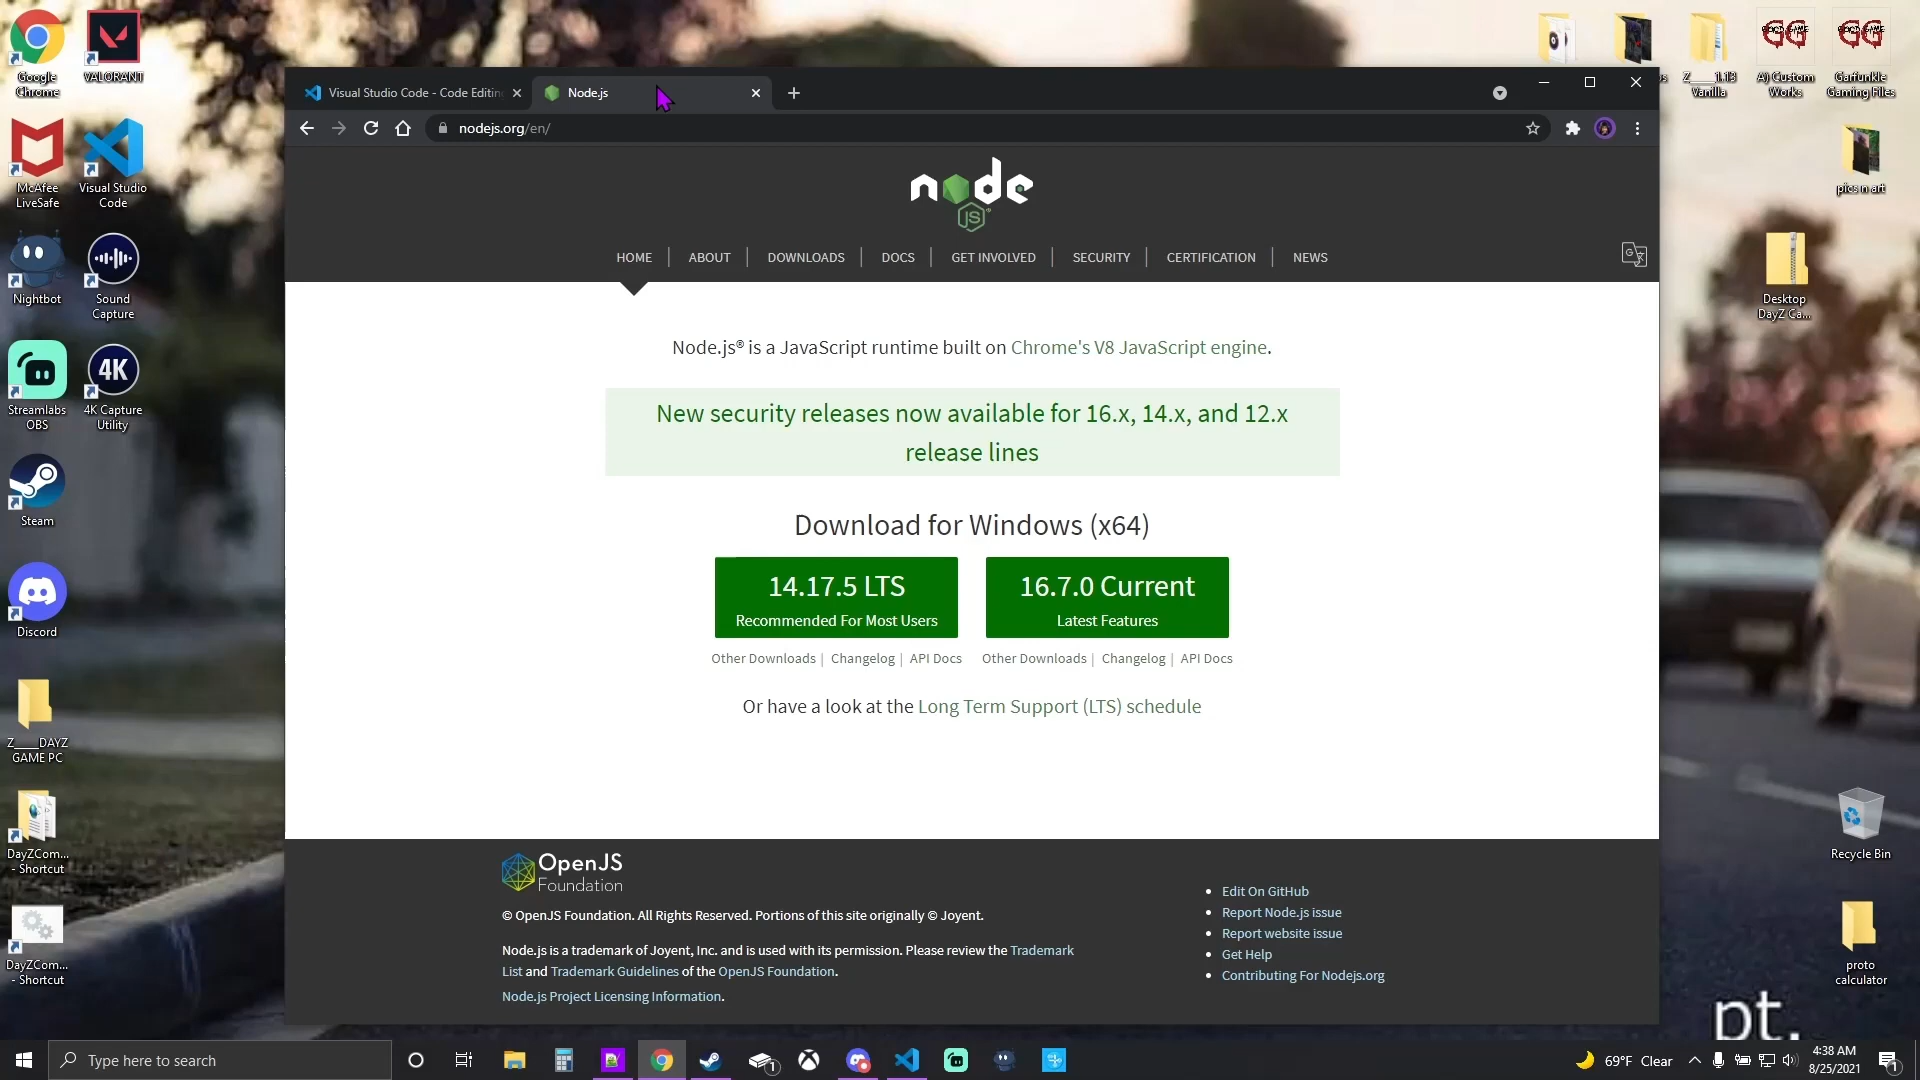 Google
Chrome
VALORANT
McAfee
LiveSafe
Visual Studio
Code
Nightbot
Sound
Capture
Streamlabs
OBS
4K
4K Capture
Utility
Steam
Discord
Z____DAYZ
GAME PC
DayZCom...
- Shortcut
DayZCom...
- Shortcut
Visual Studio Code - Code Editin
Node.js
nodejs.org/en/
node
JS
HOME
ABOUT
DOWNLOADS
DOCS
GET INVOLVED
SECURITY
CERTIFICATION
NEWS
Node.js® is a JavaScript runtime built on Chrome's V8 JavaScript engine.
New security releases now available for 16.x, 14.x, and 12.x
release lines
Download for Windows (x64)
14.17.5 LTS
Recommended For Most Users
16.7.0 Current
Latest Features
Other Downloads | Changelog | API Docs
Other Downloads | Changelog | API Docs
Or have a look at the Long Term Support (LTS) schedule
OpenJS
Foundation
© OpenJS Foundation. All Rights Reserved. Portions of this site originally © Joyent.
Node.js is a trademark of Joyent, Inc. and is used with its permission. Please review the Trademark
List and Trademark Guidelines of the OpenJS Foundation.
Node.js Project Licensing Information.
Edit On GitHub
Report Node.js issue
Report website issue
Get Help
Contributing For Nodejs.org
Z____1.13
Vanilla
GG
A) Custom
Works
GG
Garfunkle
Gaming Files
pics n art
Desktop
DayZ Ca...
Recycle Bin
proto
calculator
pt.
Type here to search
1
69°F Clear
4:38 AM
8/25/2021
1